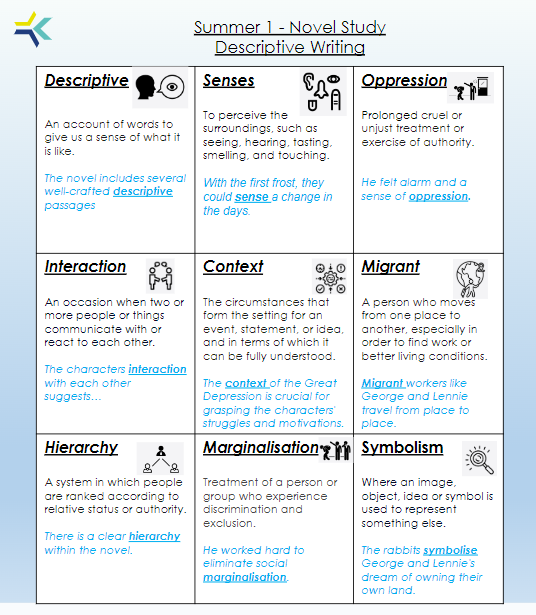 Summer 1 - Novel Study
Descriptive Writing
Descriptive
An account of words to
give us a sense of what it
is like.
The novel includes several
well-crafted descriptive
passages
Senses
To perceive the
surroundings, such as
seeing, hearing, tasting,
smelling, and touching.
With the first frost, they
could sense a change in
the days.
Oppression
Prolonged cruel or
unjust treatment or
exercise of authority.
He felt alarm and a
sense of oppression.
Interaction
An occasion when two or
more people or things
communicate with or
react to each other.
The characters interaction
with each other
suggests…
Context
The circumstances that
form the setting for an
event, statement, or idea,
and in terms of which it
can be fully understood.
The context of the Great
Depression is crucial for
grasping the characters'
struggles and motivations.
Migrant
A person who moves
from one place to
another, especially in
order to find work or
better living conditions.
Migrant workers like
George and Lennie
travel from place to
place.
Hierarchy
A system in which people
are ranked according to
relative status or authority.
There is a clear hierarchy
within the novel.
Marginalisation
Treatment of a person or
group who experience
discrimination and
exclusion.
He worked hard to
eliminate social
marginalisation.
Symbolism
Where an image,
object, idea or symbol is
used to represent
something else.
The rabbits symbolise
George and Lennie's
dream of owning their
own land.